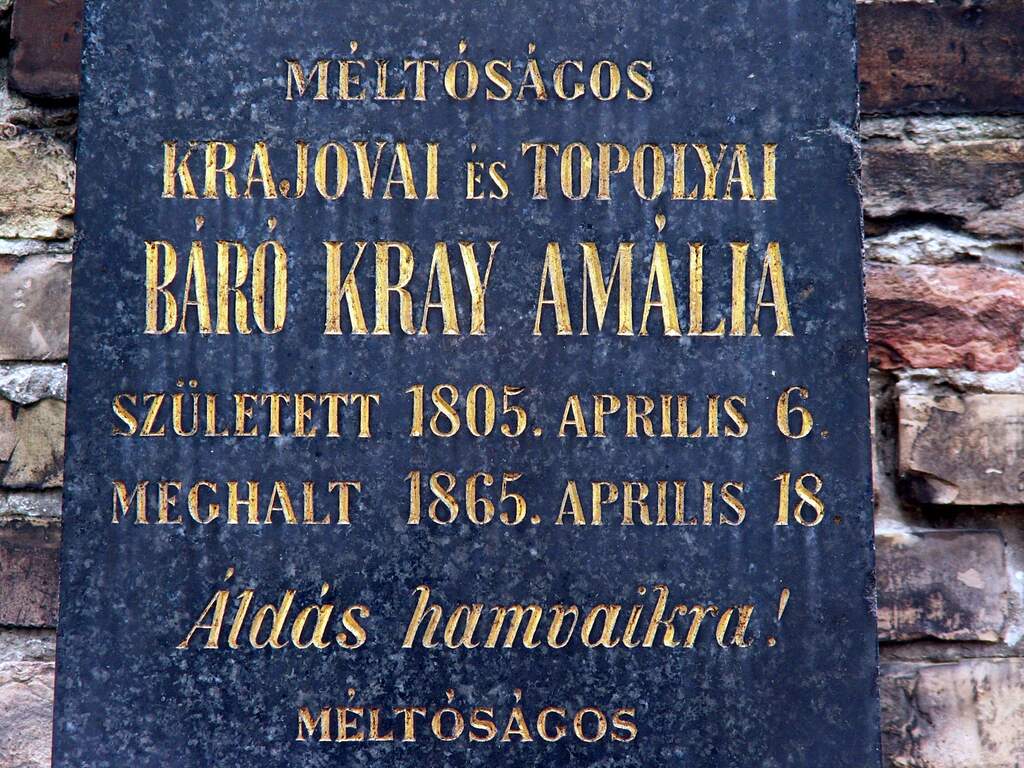 MÉLTÓSÁGOS
KRAJOVAI ÉS TOPOLYAI
BÁRÓ KRAY AMÁLIA
SZÜLETETT 1805. APRILIS 6.
MEGHALT 1865. APRILIS 18.
Áldás hamvaikra!
MÉLTÓSÁGOS